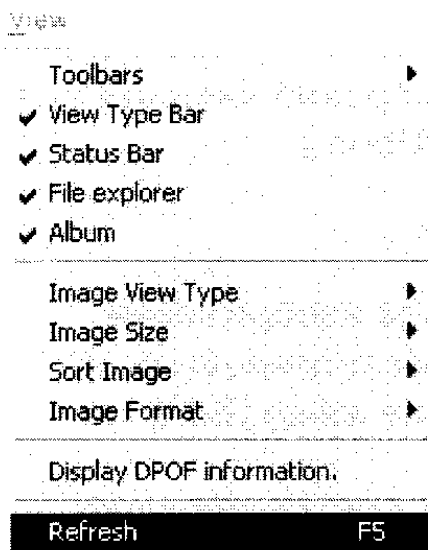 View
Toolbars
View Type Bar
Status Bar
File explorer
Album
Image View Type
Image Size
Sort Image
Image Format
Display DPOF information.
Refresh F5